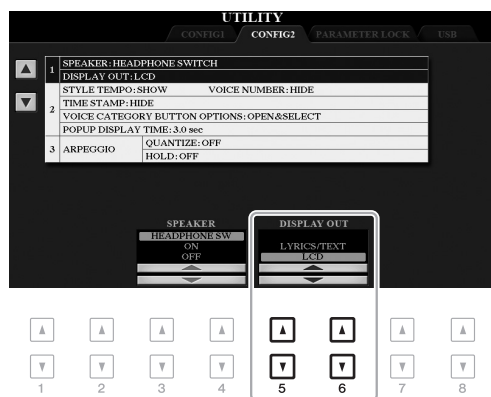 UTILITY
CONFIG1 CONFIG2 PARAMETER LOCK USB
1 SPEAKER:HEADPHONE SWITCH
DISPLAY OUT:LCD
2 STYLE TEMPO:SHOW VOICE NUMBER:HIDE
TIME STAMP:HIDE
VOICE CATEGORY BUTTON OPTIONS:OPEN&SELECT
POPUP DISPLAY TIME:3.0 sec
3 ARPEGGIO QUANTIZE:OFF
HOLD:OFF
SPEAKER DISPLAY OUT
HEADPHONE SW
ON LYRICS/TEXT
OFF LCD
1 2 3 4 5 6 7 8